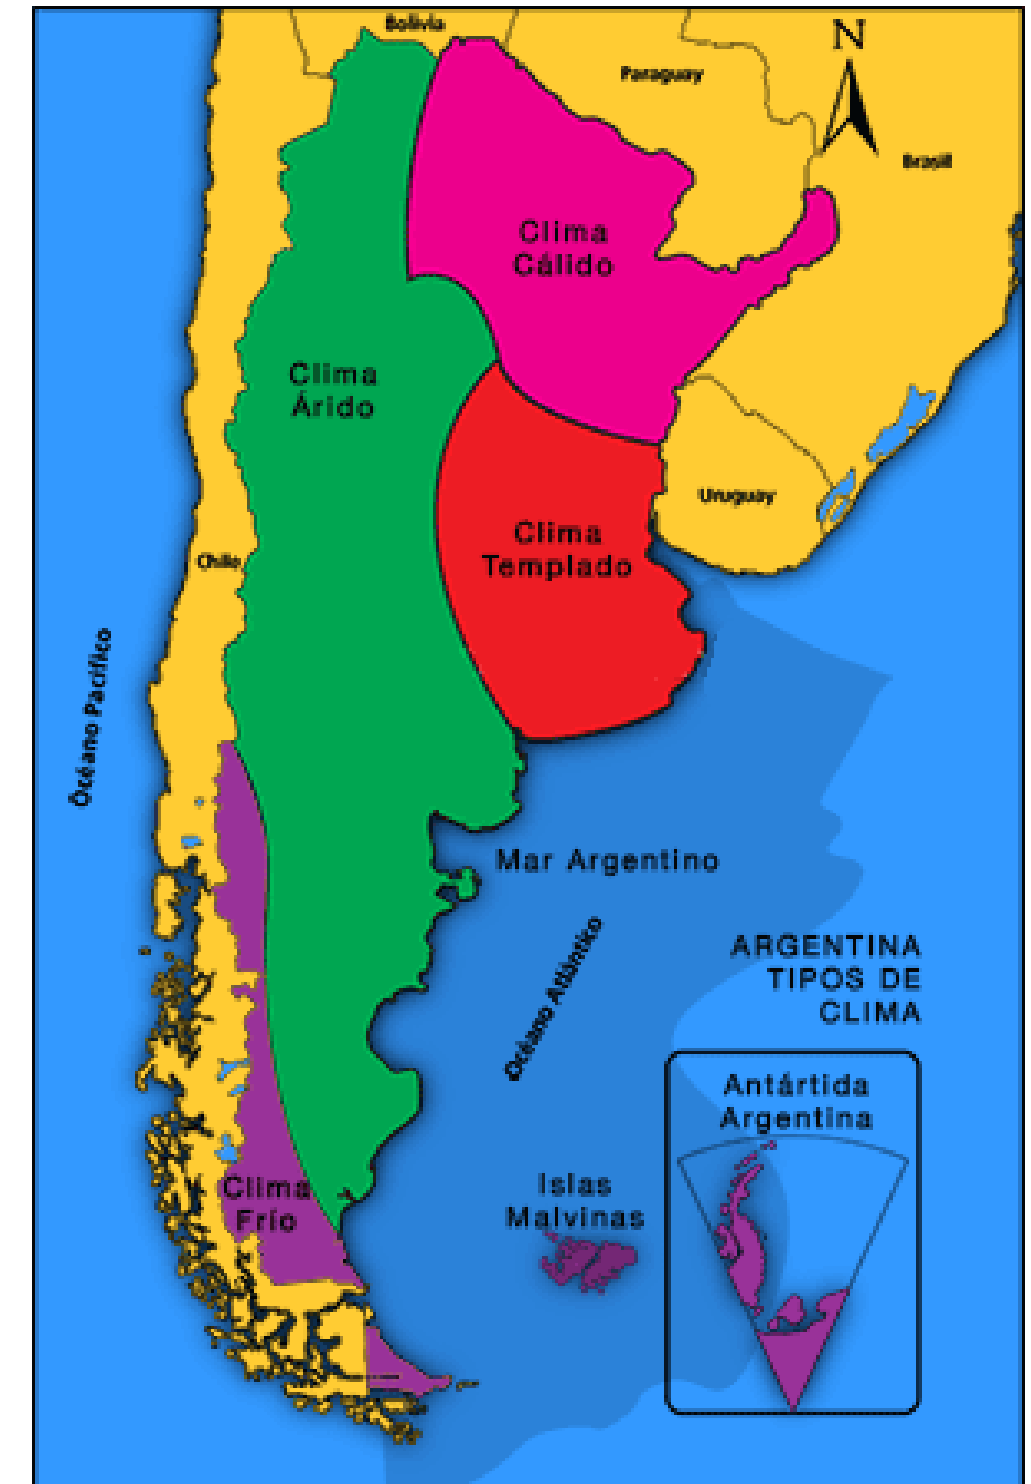 Bolivia
N
Paraguay
Brasil
Clima
Cálido
Clima
Árido
Uruguay
Clima
Templado
Chile
Océano Pacífico
Mar Argentino
Océano Atlántico
ARGENTINA
TIPOS DE
CLIMA
Antártida
Argentina
Islas
Malvinas
Clima
Frío